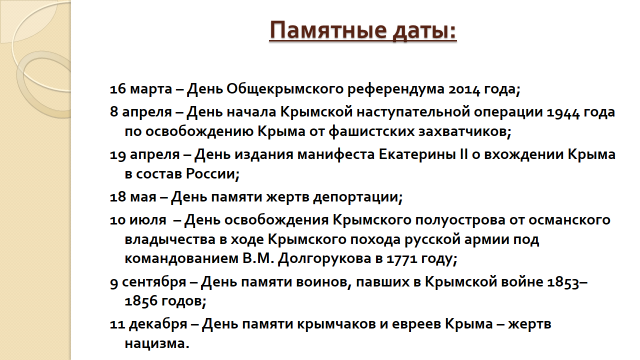 Памятные даты:
16 марта – День Общекрымского референдума 2014 года;
8 апреля – День начала Крымской наступательной операции 1944 года
по освобождению Крыма от фашистских захватчиков;
19 апреля – День издания манифеста Екатерины II о вхождении Крыма
в состав России;
18 мая – День памяти жертв депортации;
10 июля – День освобождения Крымского полуострова от османского
владычества в ходе Крымского похода русской армии под
командованием В.М. Долгорукова в 1771 году;
9 сентября – День памяти воинов, павших в Крымской войне 1853–
1856 годов;
11 декабря – День памяти крымчаков и евреев Крыма – жертв
нацизма.